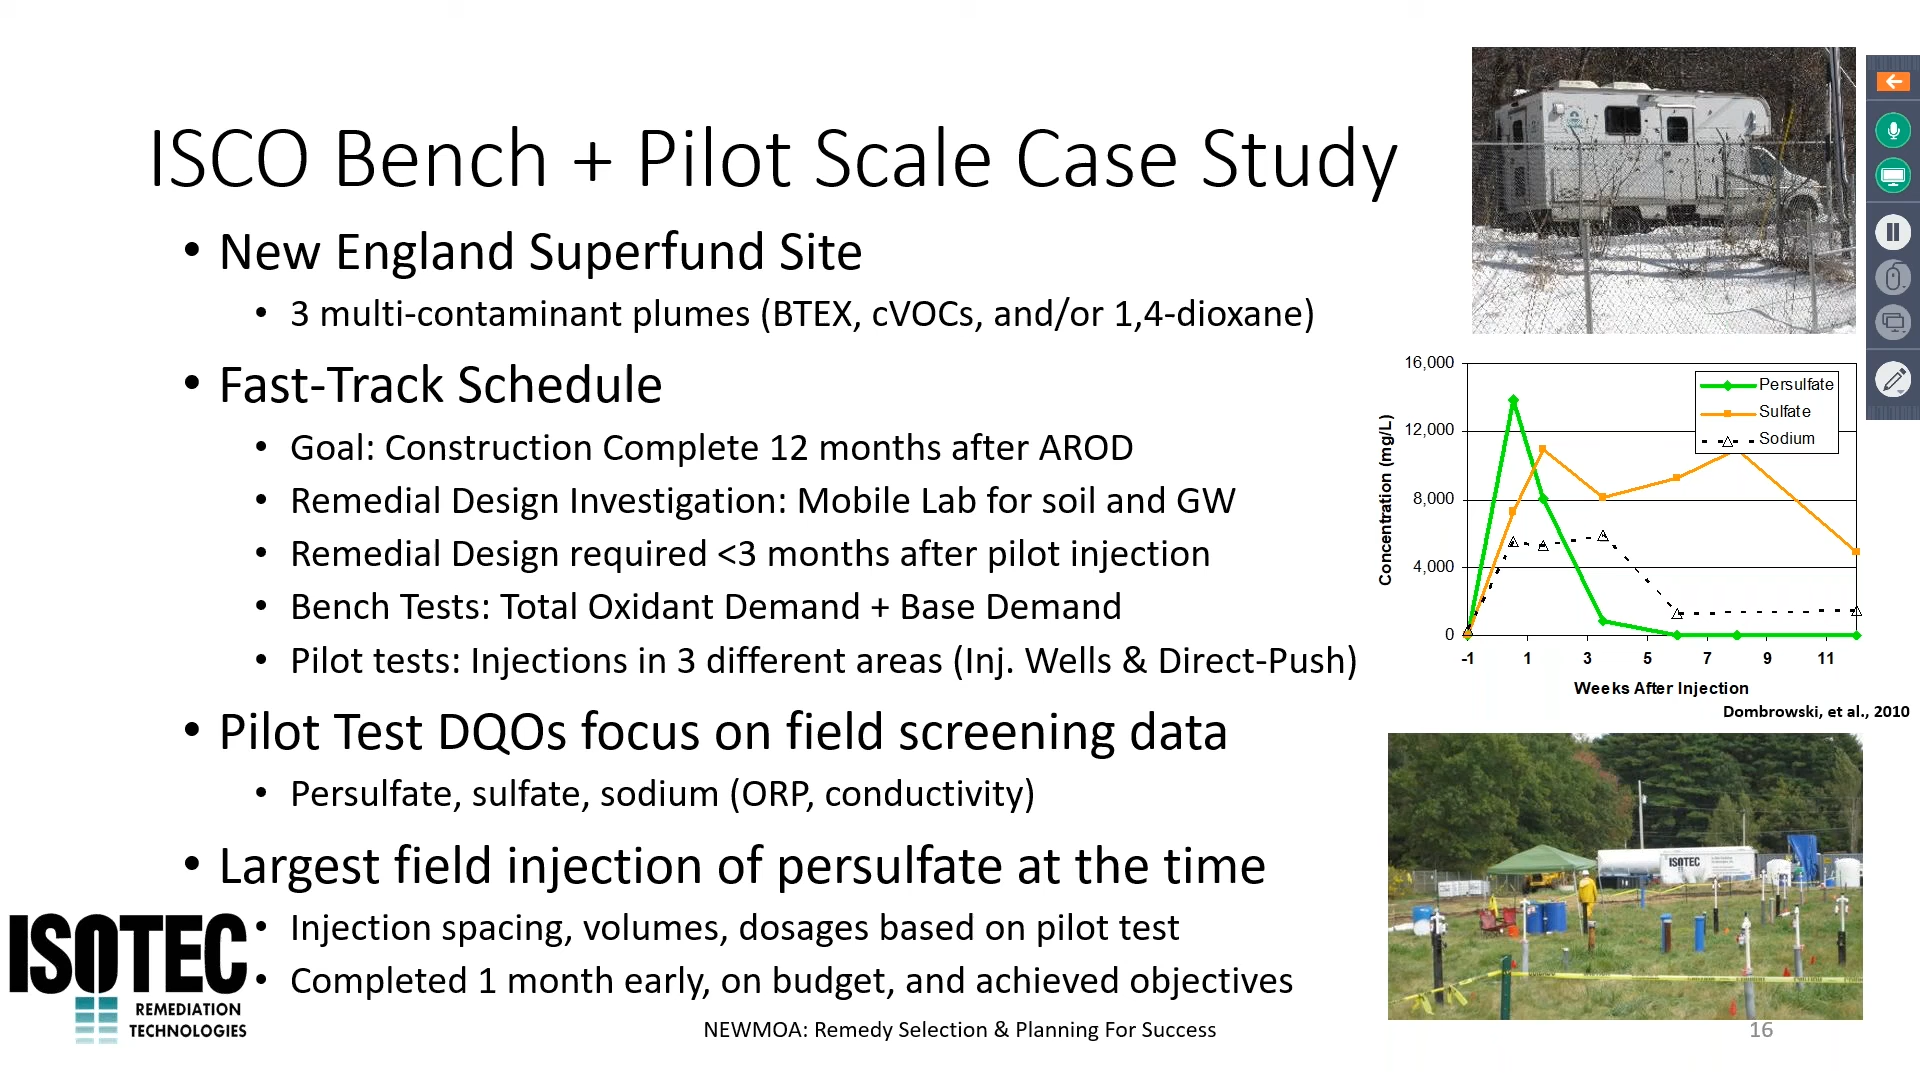 ISCO Bench + Pilot Scale Case Study
• New England Superfund Site
• 3 multi-contaminant plumes (BTEX, cVOCs, and/or 1,4-dioxane)
• Fast-Track Schedule
• Goal: Construction Complete 12 months after AROD
• Remedial Design Investigation: Mobile Lab for soil and GW
• Remedial Design required <3 months after pilot injection
• Bench Tests: Total Oxidant Demand + Base Demand
• Pilot tests: Injections in 3 different areas (Inj. Wells & Direct-Push)
• Pilot Test DQOs focus on field screening data
• Persulfate, sulfate, sodium (ORP, conductivity)
• Largest field injection of persulfate at the time
• Injection spacing, volumes, dosages based on pilot test
• Completed 1 month early, on budget, and achieved objectives
ISOTEC
REMEDIATION
TECHNOLOGIES
NEWMOA: Remedy Selection & Planning For Success
16
16,000
12,000
8,000
4,000
0
Concentration (mg/L)
Persulfate
Sulfate
Sodium
-1 1 3 5 7 9 11
Weeks After Injection
Dombrowski, et al., 2010
ISOTEC